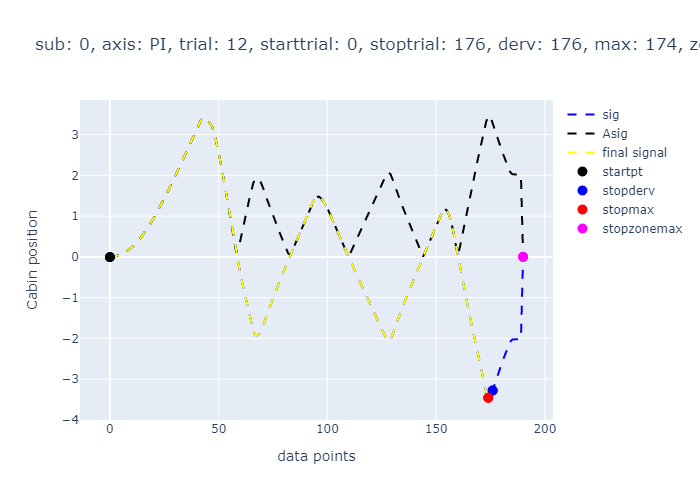 sub: 0, axis: PI, trial: 12, starttrial: 0, stoptrial: 176, derv: 176, max: 174,
Cabin position
3
2
1
0
−1
−2
−3
−4
0
50
100
150
200
data points
sig
Asig
final signal
startpt
stopderv
stopmax
stopzonemax